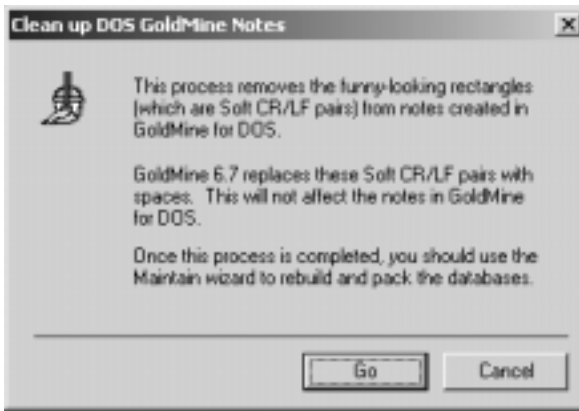 Clean up DOS GoldMine Notes
This process removes the funny-looking rectangles
(which are Soft CR/LF pairs) from notes created in
GoldMine for DOS.
GoldMine 6.7 replaces these Soft CR/LF pairs with
spaces. This will not affect the notes in GoldMine
for DOS.
Once this process is completed, you should use the
Maintain wizard to rebuild and pack the databases.
Go
Cancel